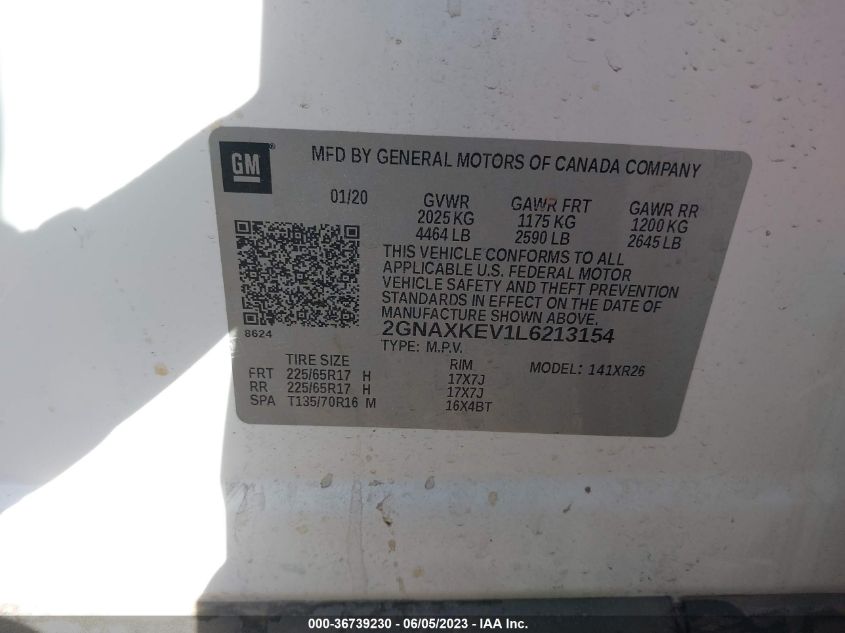 GM
MFD BY GENERAL MOTORS OF CANADA COMPANY
01/20 GVWR GAWR FRT GAWR RR
2025 KG 1175 KG 1200 KG
4464 LB 2590 LB 2645 LB
THIS VEHICLE CONFORMS TO ALL
APPLICABLE U.S. FEDERAL MOTOR
VEHICLE SAFETY AND THEFT PREVENTION
STANDARDS IN EFFECT ON THE DATE OF
MANUFACTURE SHOWN ABOVE.
8624 2GNAXKEV1L6213154
TYPE: M.P.V.
TIRE SIZE RIM MODEL: 141XR26
FRT 225/65R17 H 17X7J
RR 225/65R17 H 17X7J
SPA T135/70R16 M 16X4BT
000-36739230 - 06/05/2023 - IAAI.com